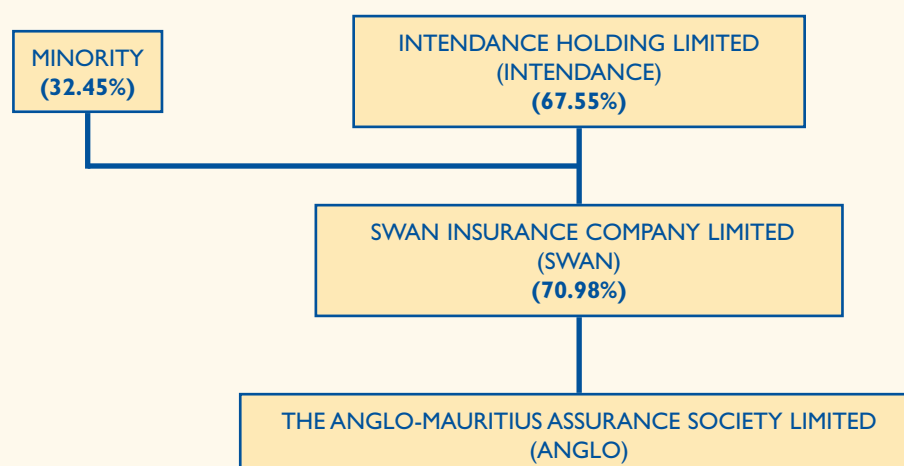 MINORITY
(32.45%)
INTENDANCE HOLDING LIMITED
(INTENDANCE)
(67.55%)
SWAN INSURANCE COMPANY LIMITED
(SWAN)
(70.98%)
THE ANGLO-MAURITIUS ASSURANCE SOCIETY LIMITED
(ANGLO)